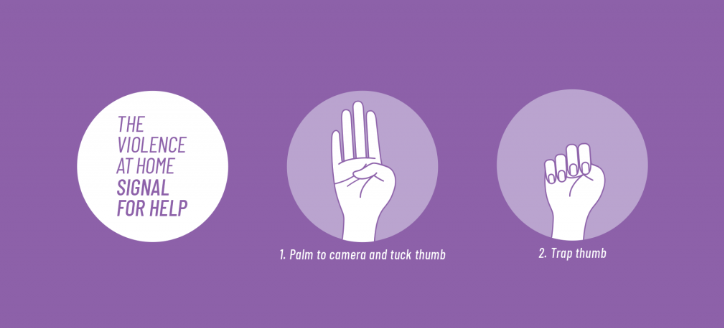 THE
VIOLENCE
AT HOME
SIGNAL
FOR HELP
1. Palm to camera and tuck thumb
2. Trap thumb